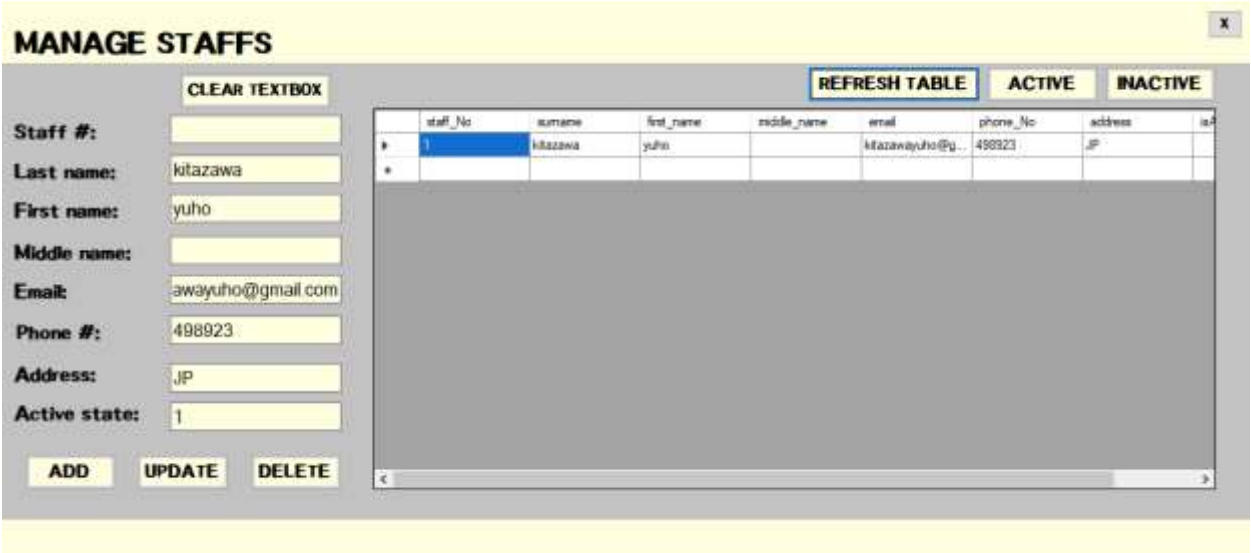 X
MANAGE STAFFS
CLEAR TEXTBOX
REFRESH TABLE ACTIVE INACTIVE
Staff #:
Last name: kitazawa
First name: yuho
Middle name:
Email: awayuho@gmail.com
Phone #: 498923
Address: JP
Active state: 1
ADD UPDATE DELETE
staff_No surname first_name middle_name email phone_No address isA
1 kitazawa yuho kitazawayuho@g... 498923 JP